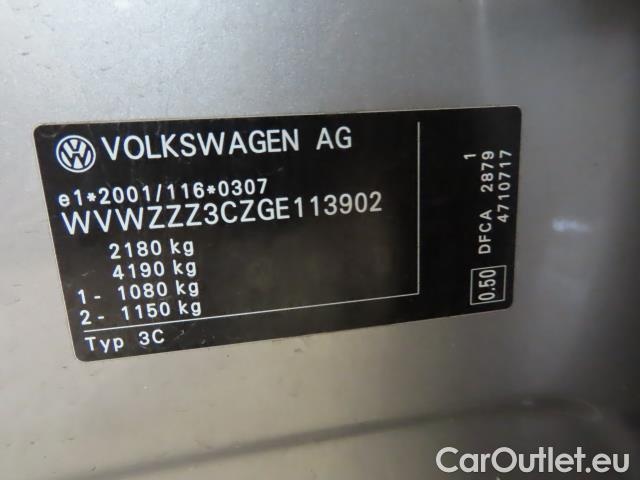 VOLKSWAGEN AG
e1*2001/116*0307
WVWZZZ3CZGE113902
2180 kg
4190 kg
1 - 1080 kg
2 - 1150 kg
Typ 3C
1
DFCA 2879
4710717
0.50
CarOutlet.eu